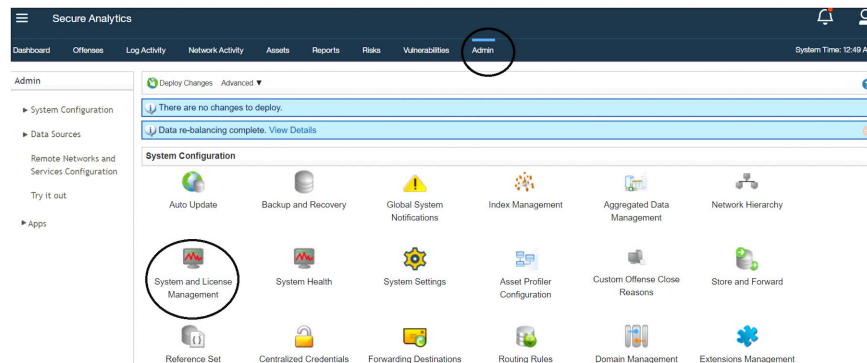 Secure Analytics
Dashboard Offenses Log Activity Network Activity Assets Reports Risks Vulnerabilities Admin System Time: 12:49 A
Admin
Deploy Changes Advanced ▼
There are no changes to deploy.
Data re-balancing complete. View Details
System Configuration
Data Sources
Remote Networks and
Services Configuration
Try it out
Apps
System Configuration
Auto Update Backup and Recovery Global System
Notifications Index Management Aggregated Data
Management Network Hierarchy
System and License
Management System Health System Settings Asset Profiler
Configuration Custom Offense Close
Reasons Store and Forward
Reference Set Centralized Credentials Forwarding Destinations Routing Rules Domain Management Extensions Management